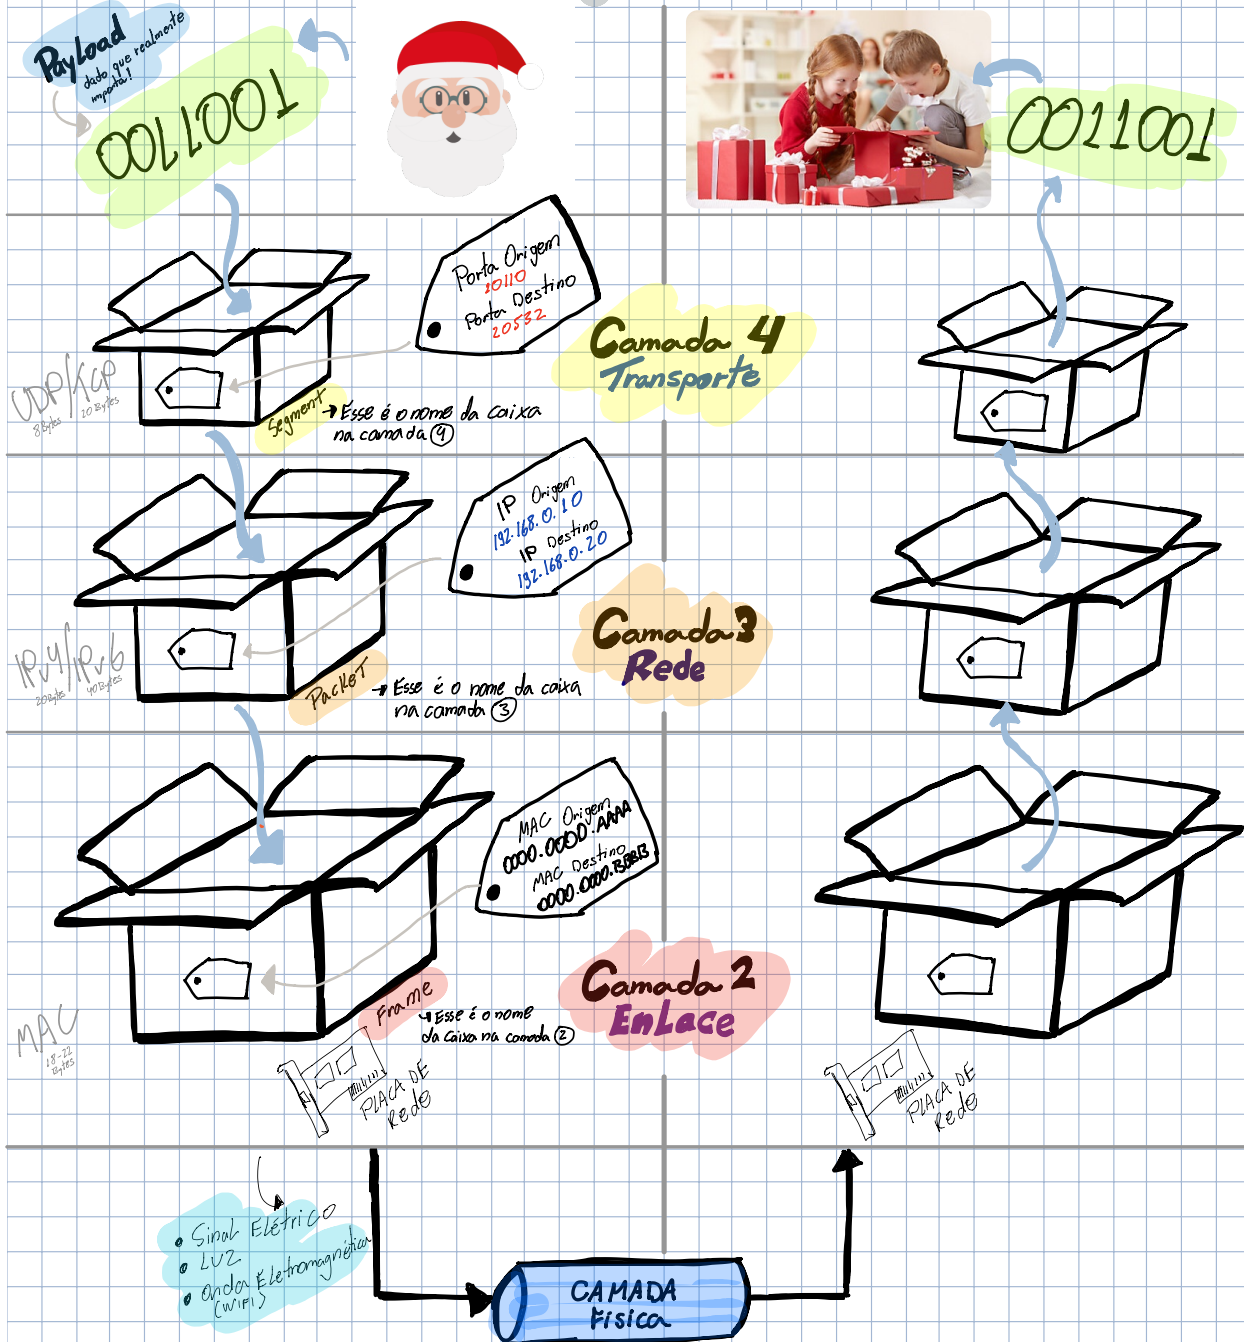 Payload
dado que realmente
importa!
0011001
0011001
Porta Origem
10110
Porta Destino
20532
Camada 4
Transporte
UDP/TCP
8 Bytes 20 Bytes
Segment
Esse é o nome da caixa
na camada 4
IP Origem
192.168.0.10
IP Destino
192.168.0.20
Camada 3
Rede
IPv4/IPv6
20 Bytes 40 Bytes
Packet
Esse é o nome da caixa
na camada 3
MAC Origem
0000.0000.AAAA
MAC Destino
0000.0000.BBBB
Camada 2
Enlace
MAC
18-22
Bytes
Frame
Esse é o nome
da caixa na camada 2
PLACA DE
Rede
PLACA DE
Rede
Sinal Elétrico
LUZ
Onda Eletromagnética
(WIFI)
CAMADA
Física